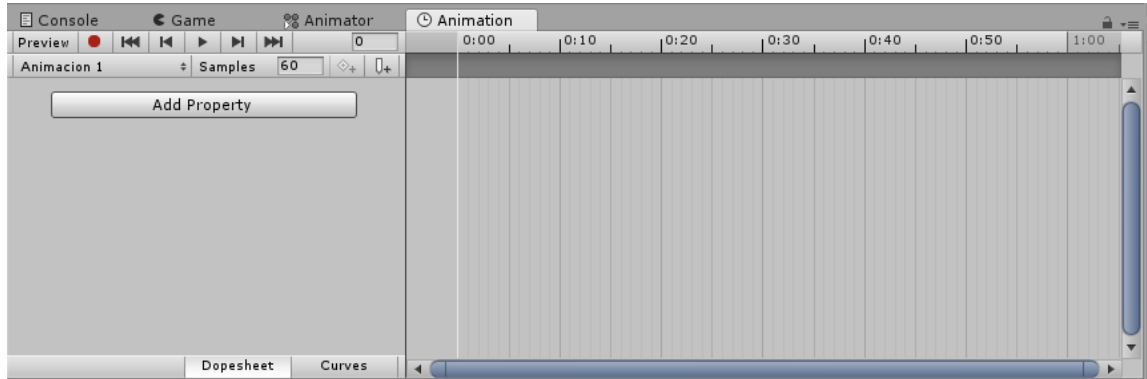 Console Game Animator Animation
Preview 0 0:00 0:10 0:20 0:30 0:40 0:50 1:00
Animacion 1 Samples 60
Add Property
Dopesheet Curves